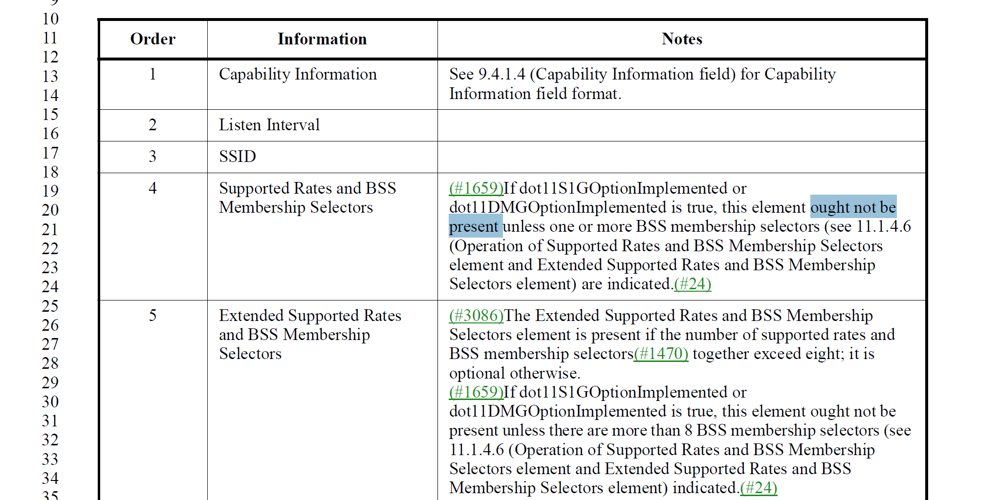 9
10
Order Information Notes
11
12
13
1 Capability Information See 9.4.1.4 (Capability Information field) for Capability
14
Information field format.
15
2 Listen Interval
16
17
3 SSID
18
19
4 Supported Rates and BSS (#1659)If dot11S1GOptionImplemented or
20
Membership Selectors dot11DMGOptionImplemented is true, this element ought not be
21
present unless one or more BSS membership selectors (see 11.1.4.6
22
(Operation of Supported Rates and BSS Membership Selectors
23
element and Extended Supported Rates and BSS Membership
24
Selectors element) are indicated.(#24)
25
5 Extended Supported Rates (#3086)The Extended Supported Rates and BSS Membership
26
and BSS Membership Selectors element is present if the number of supported rates and
27
Selectors BSS membership selectors(#1470) together exceed eight; it is
28
optional otherwise.
29
(#1659)If dot11S1GOptionImplemented or
30
dot11DMGOptionImplemented is true, this element ought not be
31
present unless there are more than 8 BSS membership selectors (see
32
11.1.4.6 (Operation of Supported Rates and BSS Membership
33
Selectors element and Extended Supported Rates and BSS
34
Membership Selectors element) indicated.(#24)
35